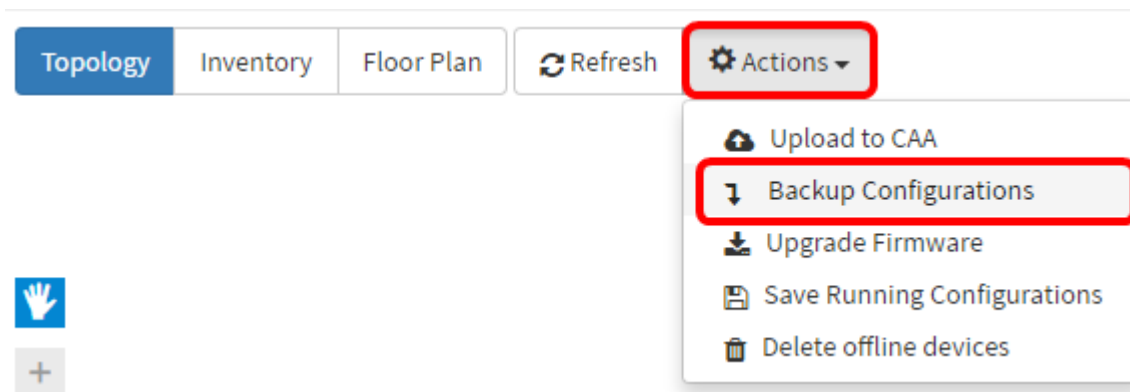 Topology Inventory Floor Plan Refresh Actions
Upload to CAA
Backup Configurations
Upgrade Firmware
Save Running Configurations
Delete offline devices
+